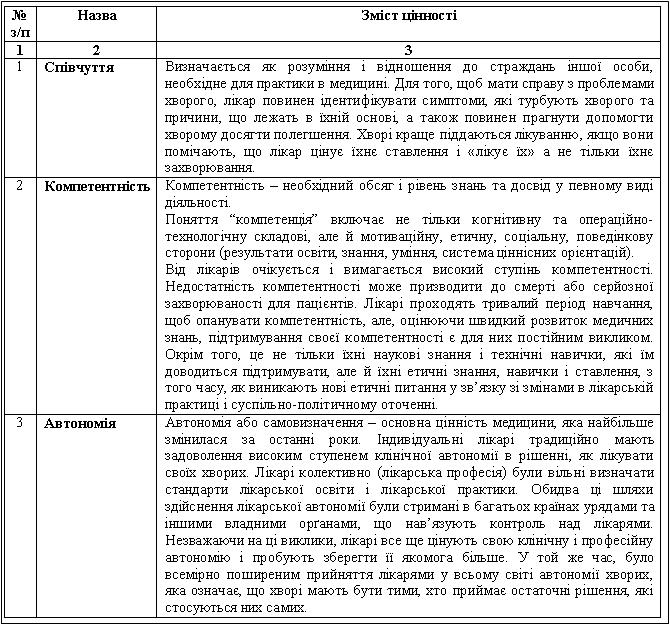 № Назва Зміст цінності
з/п
1 2 3
1 Співчуття Визначається як розуміння і відношення до страждань іншої особи,
необхідне для практики в медицині. Для того, щоб мати справу з проблемами
хворого, лікар повинен ідентифікувати симптоми, які турбують хворого та
причини, що лежать в їхній основі, а також повинен прагнути допомогти
хворому досягти полегшення. Хворі краще піддаються лікуванню, якщо вони
помічають, що лікар цінує їхнє ставлення і «лікує їх» а не тільки їхнє
захворювання.
2 Компетентність Компетентність – необхідний обсяг і рівень знань та досвід у певному виді
діяльності.
Поняття “компетенція” включає не тільки когнітивну та операційно-
технологічну складові, але й мотиваційну, етичну, соціальну, поведінкову
сторони (результати освіти, знання, уміння, система ціннісних орієнтацій).
Від лікарів очікується і вимагається високий ступінь компетентності.
Недостатність компетентності може призводити до смерті або серйозної
захворюваності для пацієнтів. Лікарі проходять тривалий період навчання,
щоб опанувати компетентність, але, оцінюючи швидкий розвиток медичних
знань, підтримування своєї компетентності є для них постійним викликом.
Окрім того, це не тільки їхні наукові знання і технічні навички, які їм
доводиться підтримувати, але й їхні етичні знання, навички і ставлення, з
того часу, як виникають нові етичні питання у зв’язку зі змінами в лікарській
практиці і суспільно-політичному оточенні.
3 Автономія Автономія або самовизначення – основна цінність медицини, яка найбільше
змінилася за останні роки. Індивідуальні лікарі традиційно мають
задоволення високим ступенем клінічної автономії в рішенні, як лікувати
своїх хворих. Лікарі колективно (лікарська професія) були вільні визначати
стандарти лікарської освіти і лікарської практики. Обидва ці шляхи
здійснення лікарської автономії були стримані в багатьох країнах урядами та
іншими владними орґанами, що нав’язують контроль над лікарями.
Незважаючи на ці виклики, лікарі все ще цінують свою клінічну і професійну
автономію і пробують зберегти її якомога більше. У той же час, було
всемірно поширеним прийняття лікарями у всьому світі автономії хворих,
яка означає, що хворі мають бути тими, хто приймає остаточні рішення, які
стосуються них самих.